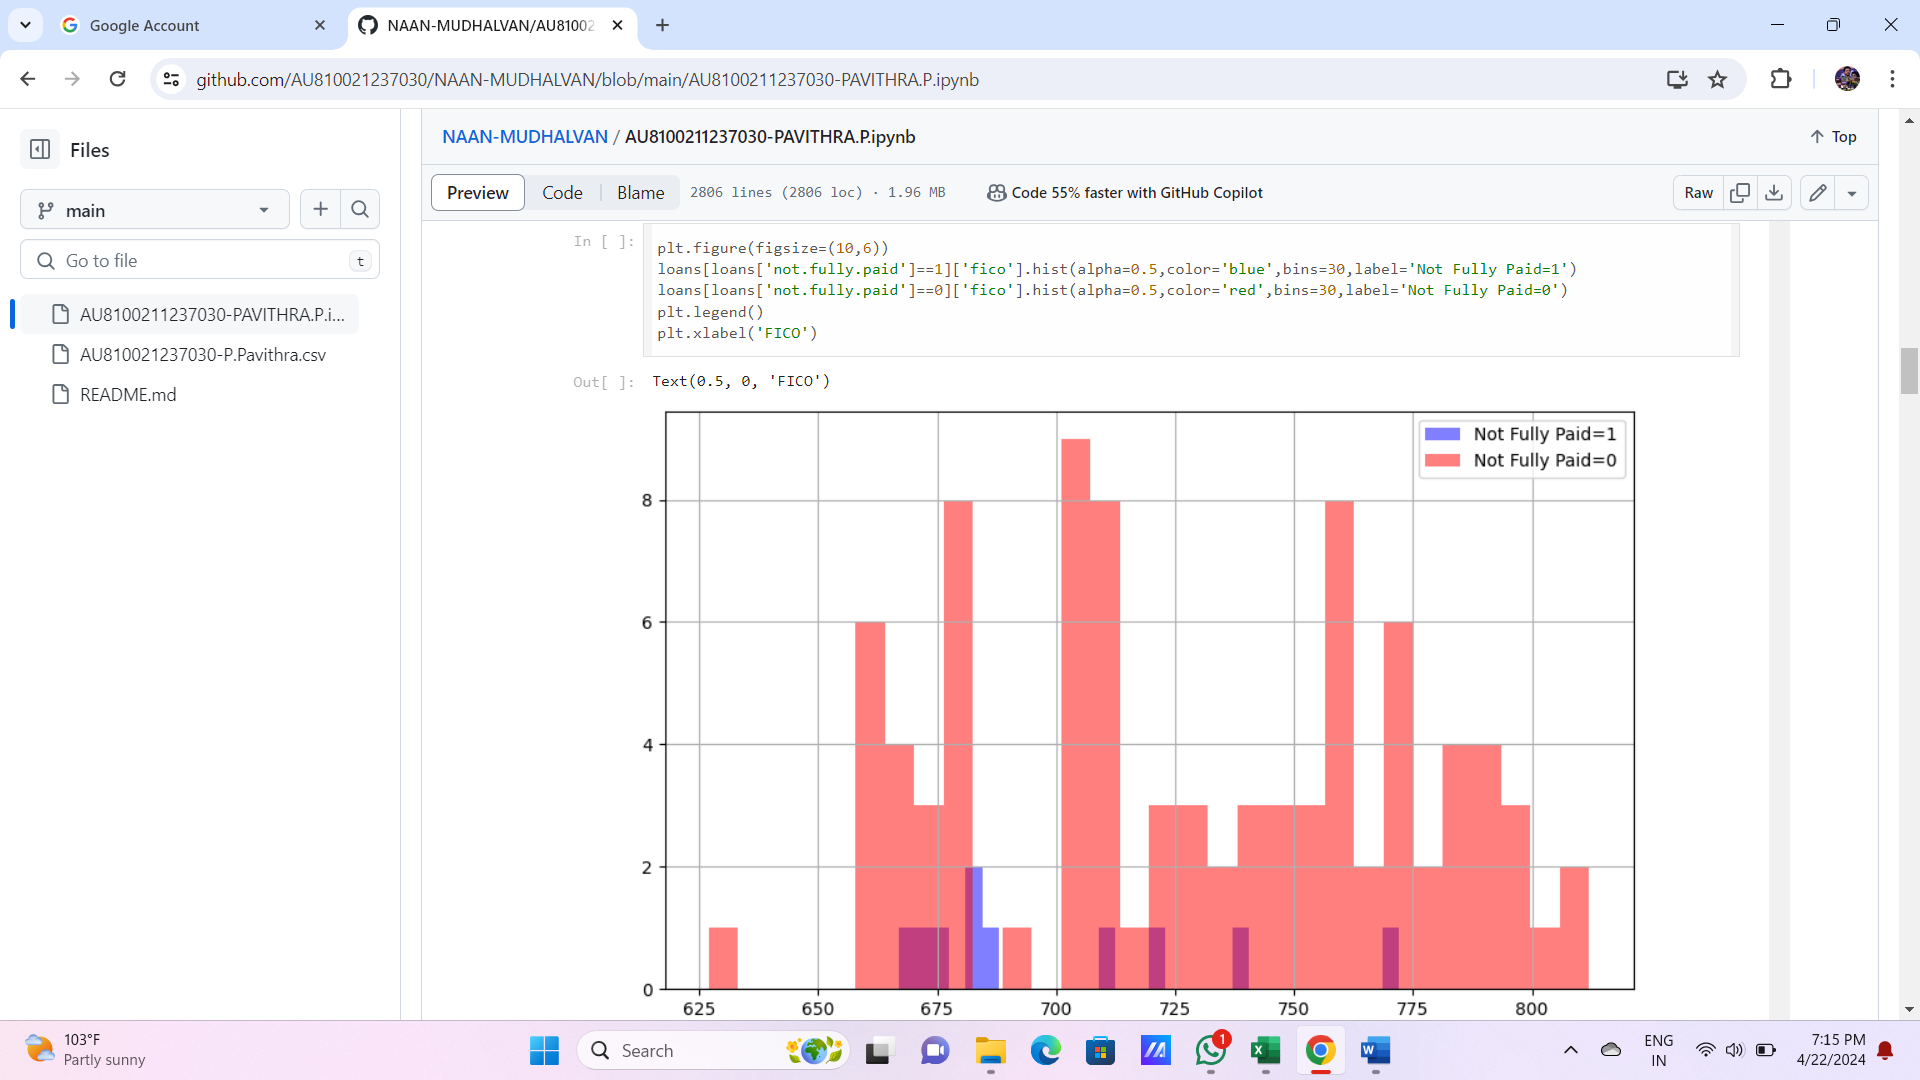 Google Account
NAAN-MUDHALVAN/AU81002
github.com/AU810021237030/NAAN-MUDHALVAN/blob/main/AU8100211237030-PAVITHRA.P.ipynb
Files
main
Go to file
t
AU8100211237030-PAVITHRA.P.i...
AU810021237030-P.Pavithra.csv
README.md
NAAN-MUDHALVAN / AU8100211237030-PAVITHRA.P.ipynb
Top
Preview
Code
Blame
2806 lines (2806 loc) · 1.96 MB
Code 55% faster with GitHub Copilot
Raw
In [ ]:
plt.figure(figsize=(10,6))
loans[loans['not.fully.paid']==1]['fico'].hist(alpha=0.5,color='blue',bins=30,label='Not Fully Paid=1')
loans[loans['not.fully.paid']==0]['fico'].hist(alpha=0.5,color='red',bins=30,label='Not Fully Paid=0')
plt.legend()
plt.xlabel('FICO')
Out[ ]:
Text(0.5, 0, 'FICO')
Not Fully Paid=1
Not Fully Paid=0
8
6
4
2
0
625 650 675 700 725 750 775 800
103°F
Partly sunny
Search
1
ENG
IN
7:15 PM
4/22/2024